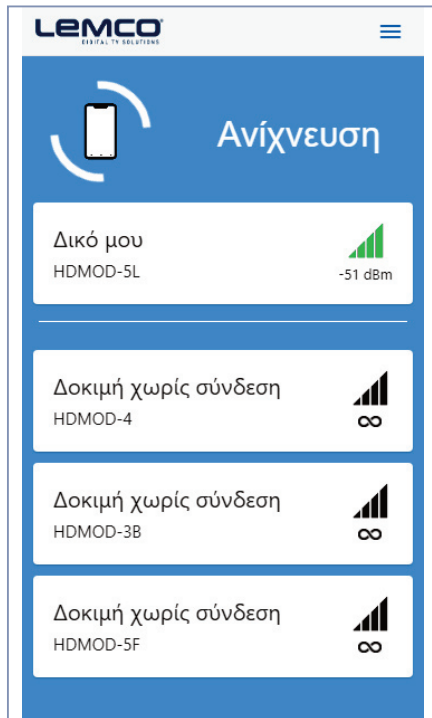 LEMCO
DIGITAL TV SOLUTIONS
Ανίχνευση
Δικό μου
HDMOD-5L
-51 dBm
Δοκιμή χωρίς σύνδεση
HDMOD-4
∞
Δοκιμή χωρίς σύνδεση
HDMOD-3B
∞
Δοκιμή χωρίς σύνδεση
HDMOD-5F
∞